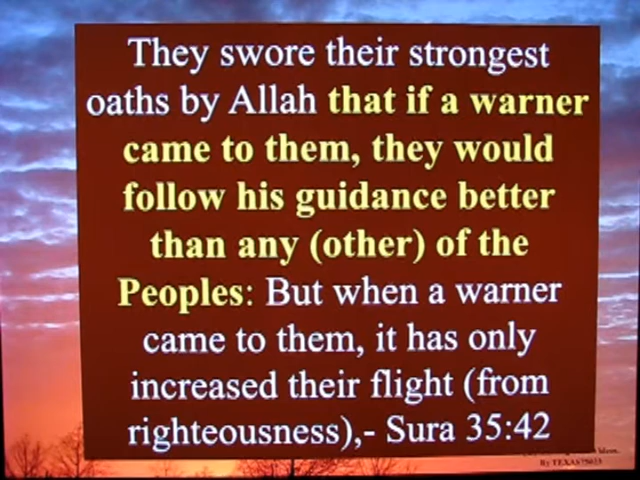 They swore their strongest
oaths by Allah that if a warner
came to them, they would
follow his guidance better
than any (other) of the
Peoples: But when a warner
came to them, it has only
increased their flight (from
righteousness),- Sura 35:42
By